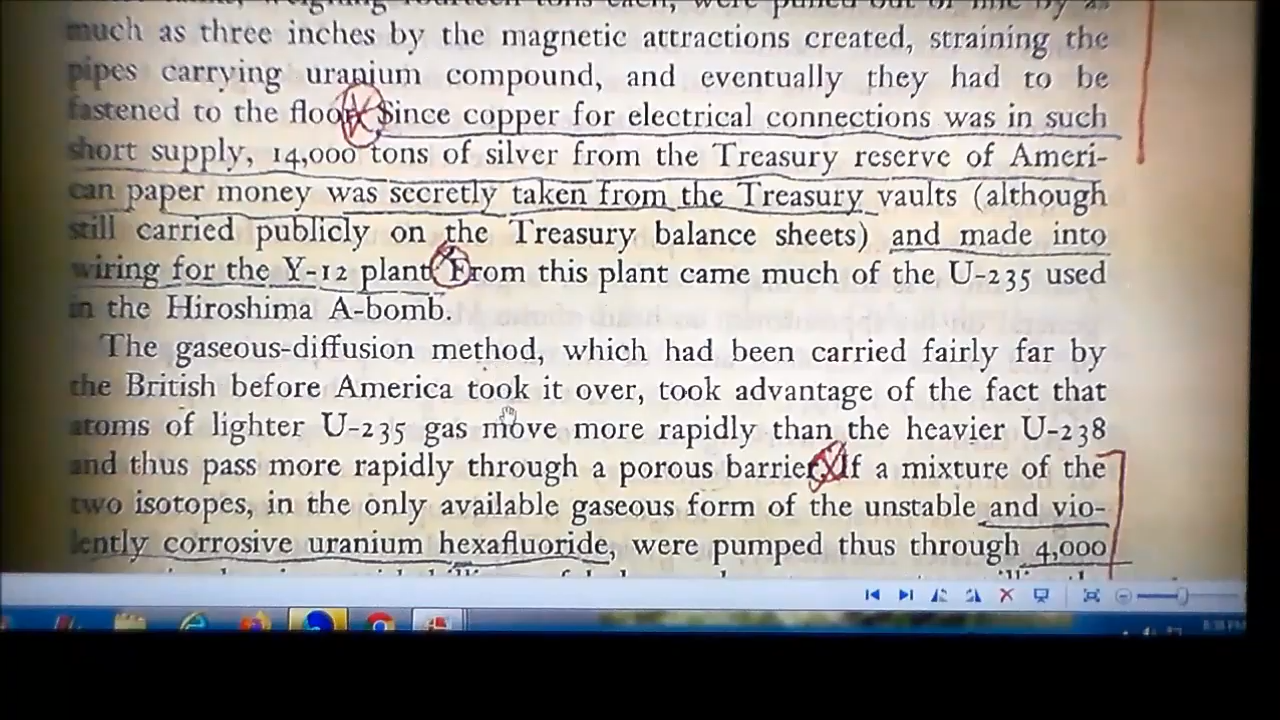 much as three inches by the magnetic attractions created, straining the
pipes carrying uranium compound, and eventually they had to be
fastened to the floor. Since copper for electrical connections was in such
short supply, 14,000 tons of silver from the Treasury reserve of Ameri-
can paper money was secretly taken from the Treasury vaults (although
still carried publicly on the Treasury balance sheets) and made into
wiring for the Y-12 plant. From this plant came much of the U-235 used
in the Hiroshima A-bomb.
The gaseous-diffusion method, which had been carried fairly far by
the British before America took it over, took advantage of the fact that
atoms of lighter U-235 gas move more rapidly than the heavier U-238
and thus pass more rapidly through a porous barrier. If a mixture of the
two isotopes, in the only available gaseous form of the unstable and vio-
lently corrosive uranium hexafluoride, were pumped thus through 4,000